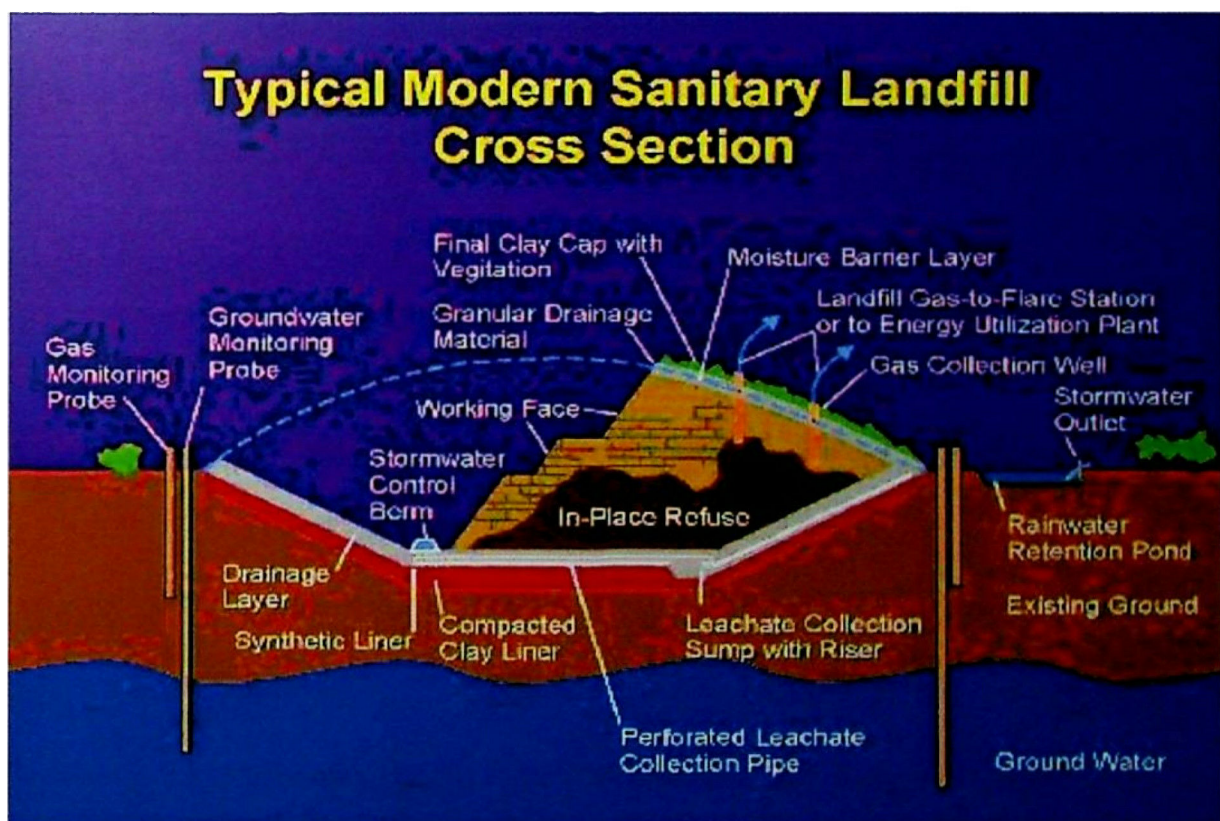 Typical Modern Sanitary Landfill
Cross Section
Final Clay Cap with
Vegitation
Moisture Barrier Layer
Granular Drainage
Material
Landfill Gas-to-Flare Station
or to Energy Utilization Plant
Groundwater
Monitoring
Probe
Gas
Monitoring
Probe
Gas Collection Well
Working Face
Stormwater
Outlet
Stormwater
Control
Berm
In-Place Refuse
Rainwater
Retention Pond
Drainage
Layer
Existing Ground
Synthetic Liner
Compacted
Clay Liner
Leachate Collection
Sump with Riser
Perforated Leachate
Collection Pipe
Ground Water